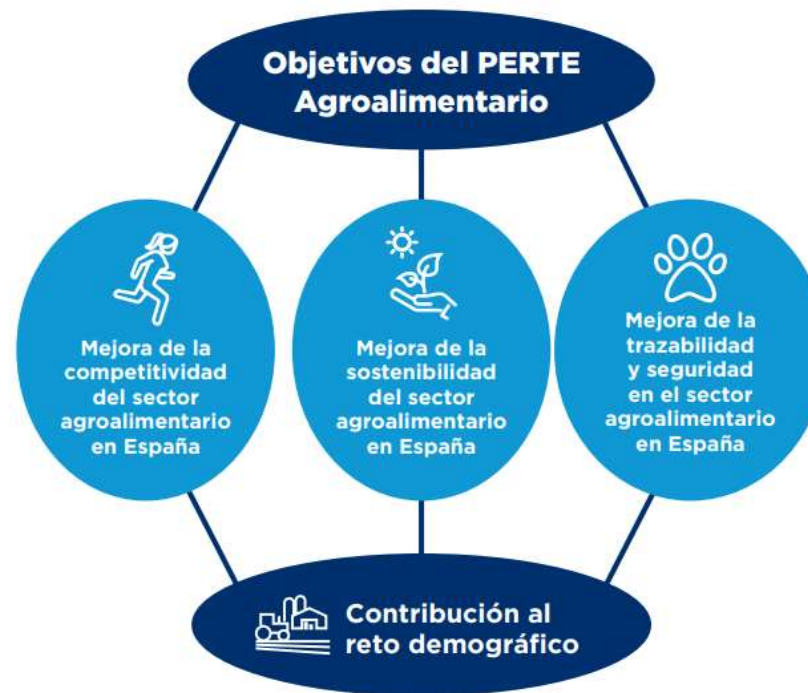 Objetivos del PERTE
Agroalimentario
Mejora de la
competitividad
del sector
agroalimentario
en España
Mejora de la
sostenibilidad
del sector
agroalimentario
en España
Mejora de la
trazabilidad
y seguridad
en el sector
agroalimentario
en España
Contribución al
reto demográfico